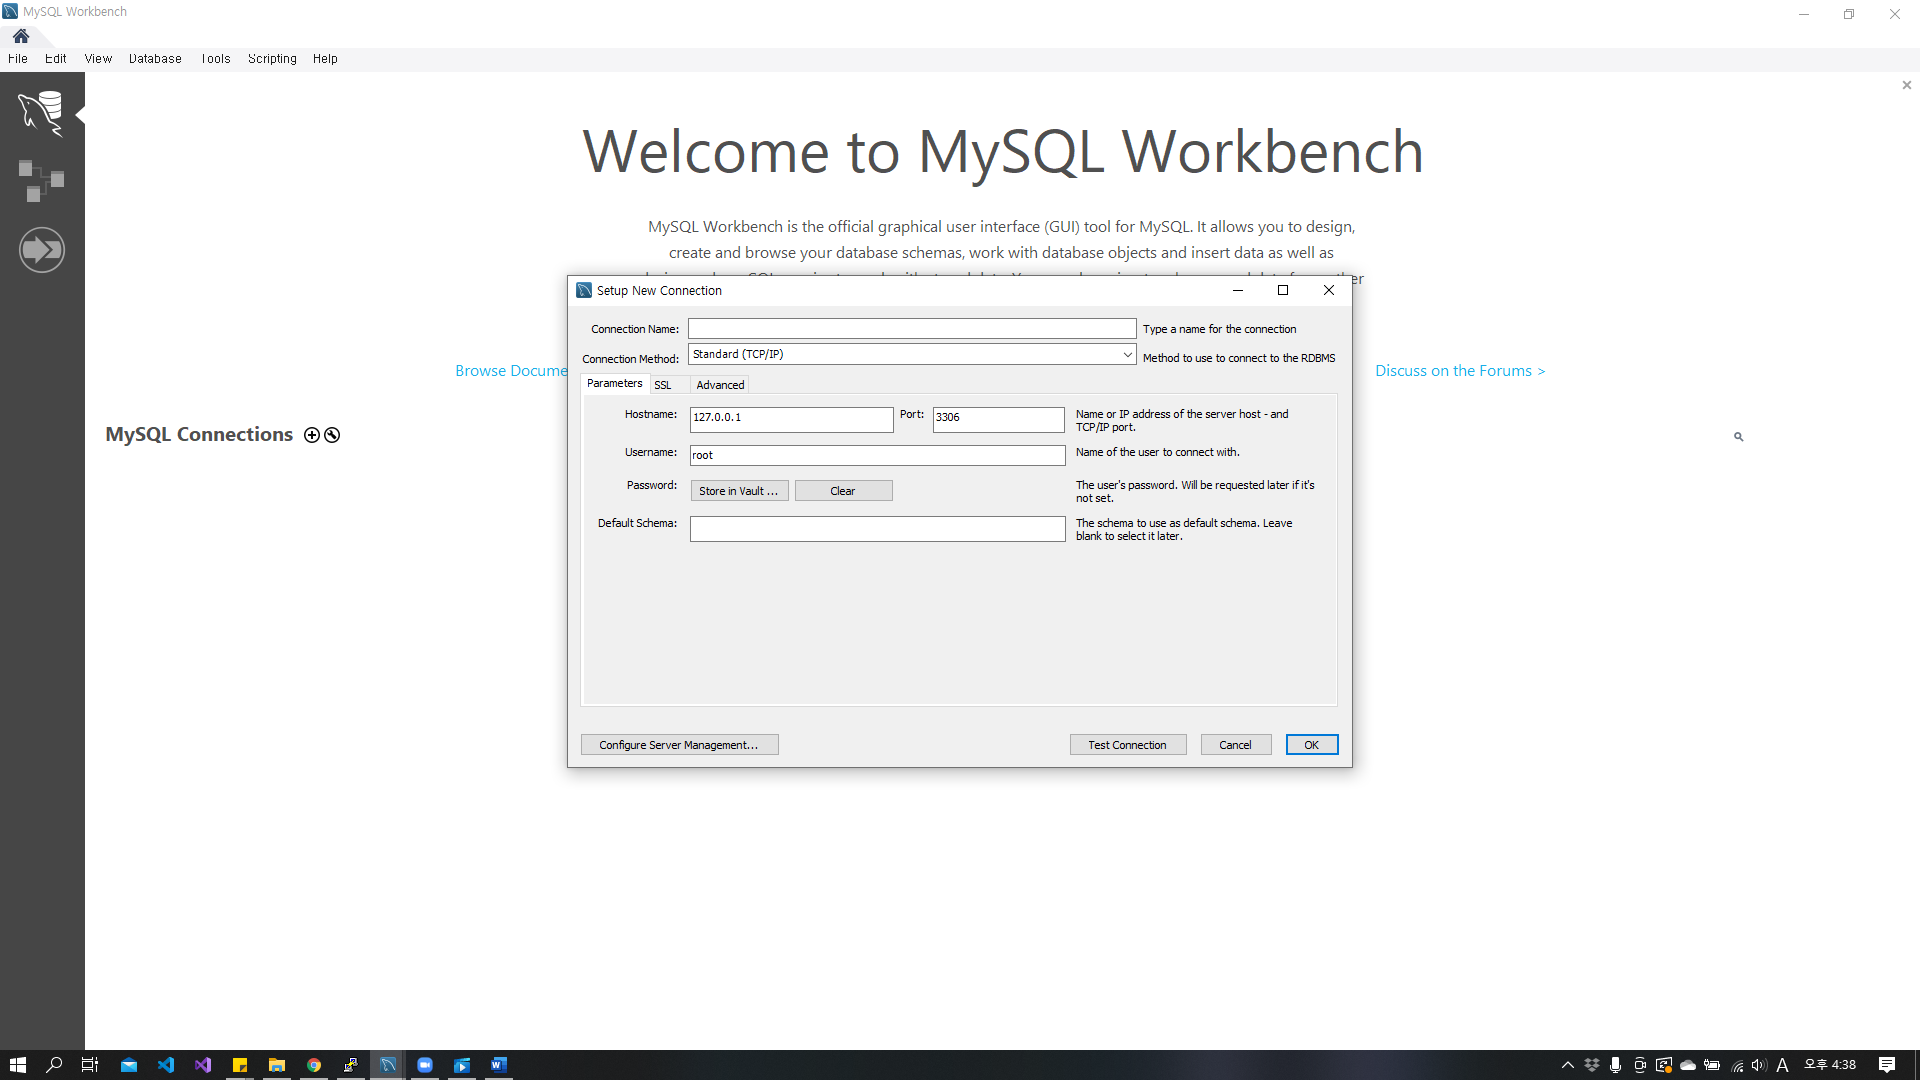 MySQL Workbench
File Edit View Database Tools Scripting Help
Welcome to MySQL Workbench
MySQL Workbench is the official graphical user interface (GUI) tool for MySQL. It allows you to design,
create and browse your database schemas, work with database objects and insert data as well as
Setup New Connection
Connection Name: Type a name for the connection
Connection Method: Standard (TCP/IP) Method to use to connect to the RDBMS
Browse Docume
Discuss on the Forums >
Parameters SSL Advanced
Hostname: 127.0.0.1 Port: 3306 Name or IP address of the server host - and
TCP/IP port.
MySQL Connections
Username: root Name of the user to connect with.
Password: Store in Vault ... Clear The user's password. Will be requested later if it's
not set.
Default Schema: The schema to use as default schema. Leave
blank to select it later.
Configure Server Management... Test Connection Cancel OK
A 오후 4:38